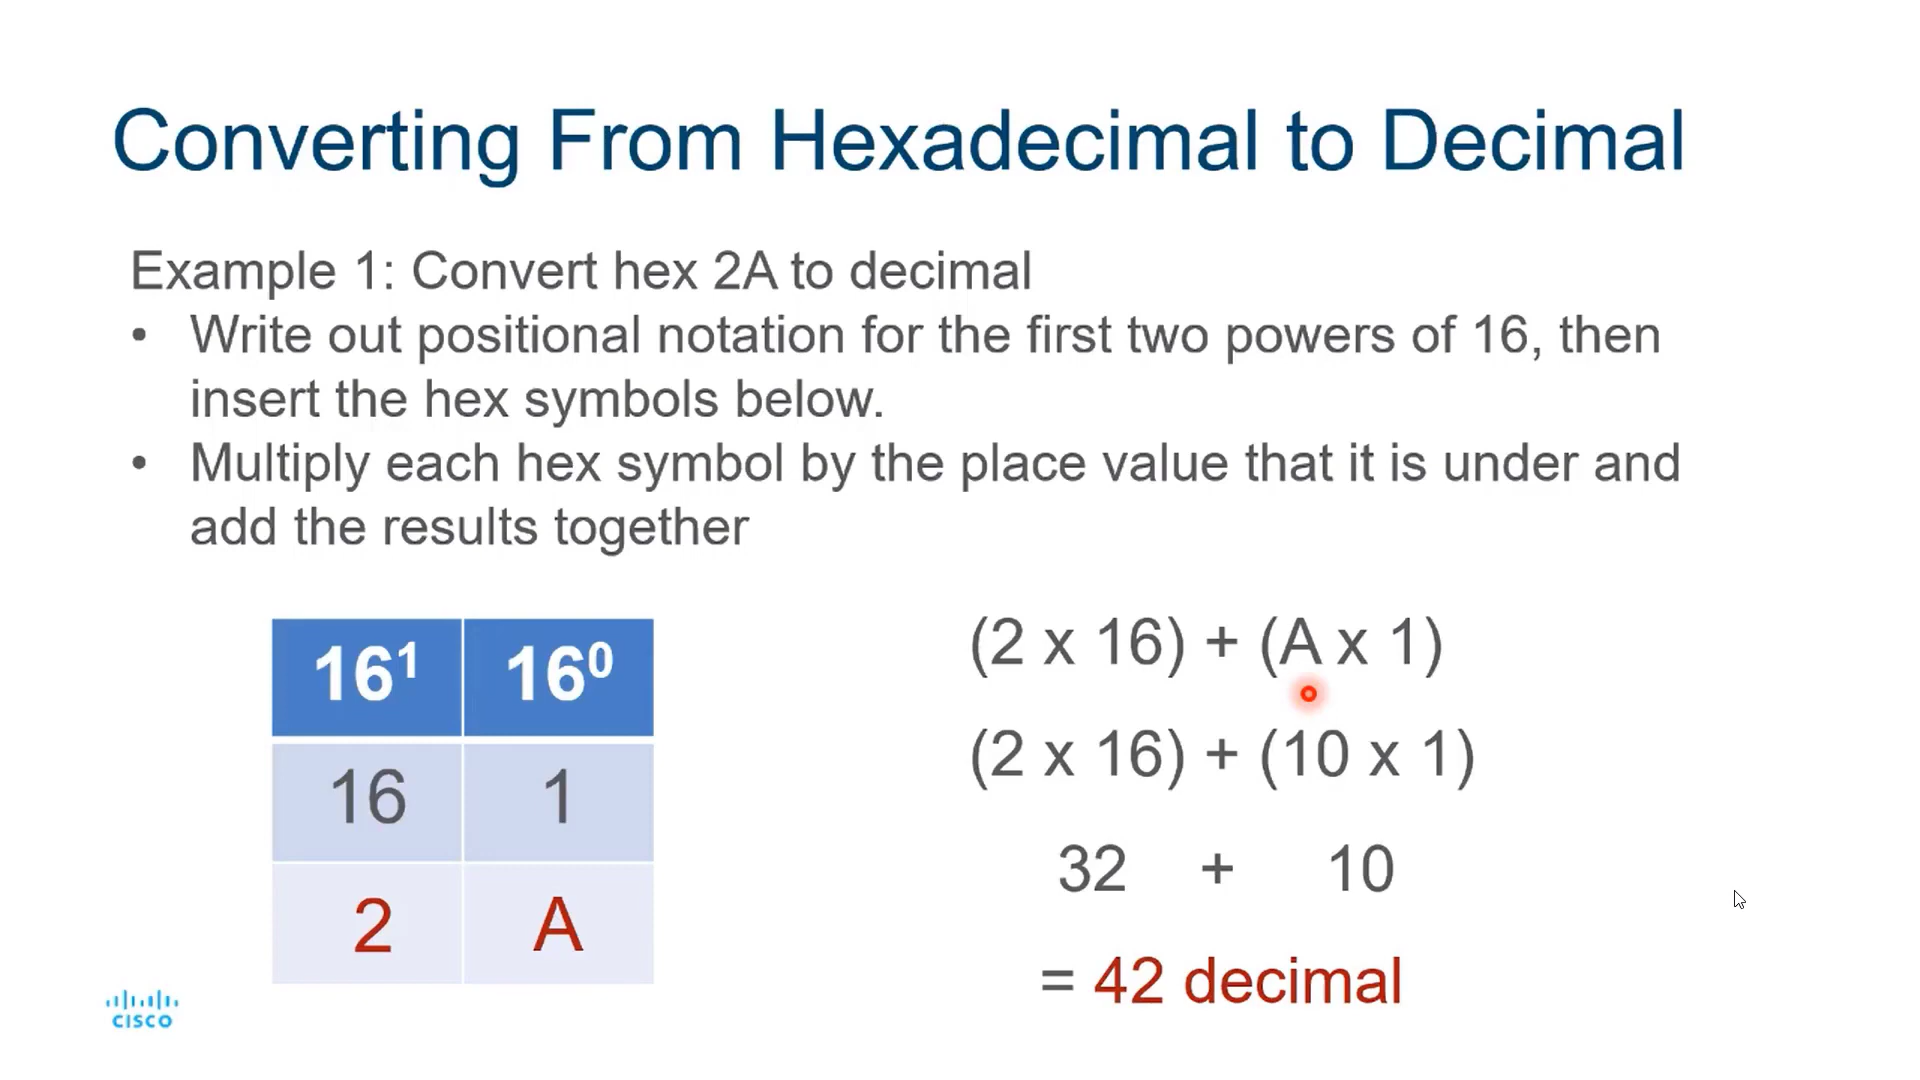 Converting From Hexadecimal to Decimal
Example 1: Convert hex 2A to decimal
• Write out positional notation for the first two powers of 16, then
insert the hex symbols below.
• Multiply each hex symbol by the place value that it is under and
add the results together
16¹ 16⁰
16 1
2 A
(2 x 16) + (A x 1)
(2 x 16) + (10 x 1)
32 + 10
= 42 decimal
CISCO